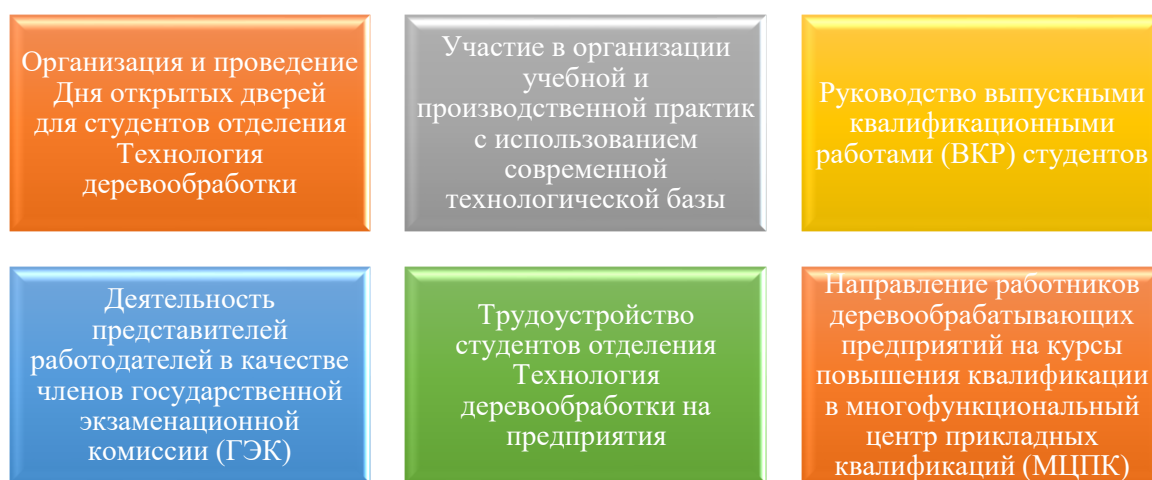 Организация и проведение
Дня открытых дверей
для студентов отделения
Технология
деревообработки
Участие в организации
учебной и
производственной практик
с использованием
современной
технологической базы
Руководство выпускными
квалификационными
работами (ВКР) студентов
Деятельность
представителей
работодателей в качестве
членов государственной
экзаменационной
комиссии (ГЭК)
Трудоустройство
студентов отделения
Технология
деревообработки на
предприятия
Направление работников
деревообрабатывающих
предприятий на курсы
повышения квалификации
в многофункциональный
центр прикладных
квалификаций (МЦПК)